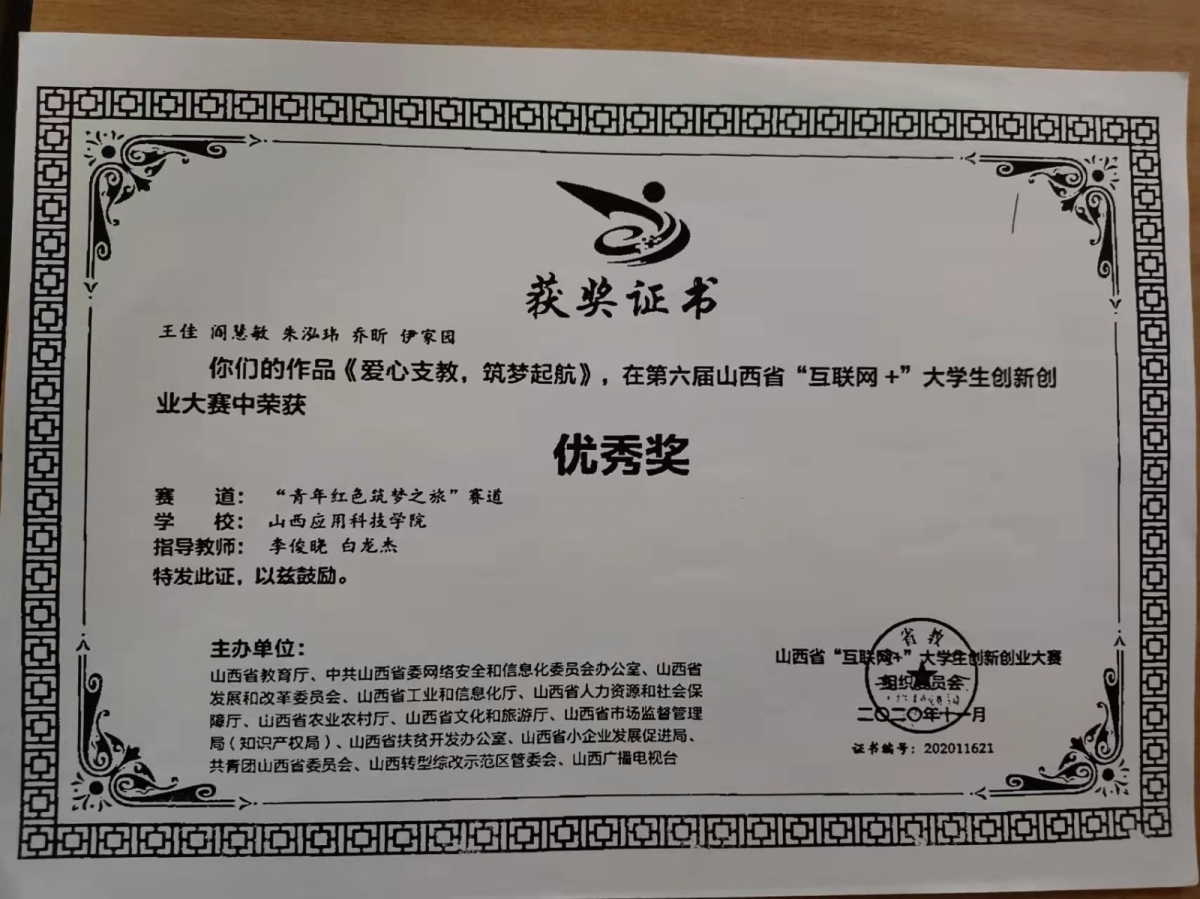 获奖证书
王佳 阎慧敏 朱泓玮 乔昕 伊家园
你们的作品《爱心支教，筑梦起航》，在第六届山西省“互联网+”大学生创新创
业大赛中荣获
优秀奖
赛 道：“青年红色筑梦之旅”赛道
学 校：山西应用科技学院
指导教师：李俊晓 白龙杰
特发此证，以兹鼓励。
主办单位：
山西省教育厅、中共山西省委网络安全和信息化委员会办公室、山西省
发展和改革委员会、山西省工业和信息化厅、山西省人力资源和社会保
障厅、山西省农业农村厅、山西省文化和旅游厅、山西省市场监督管理
局（知识产权局）、山西省扶贫开发办公室、山西省小企业发展促进局、
共青团山西省委员会、山西转型综改示范区管委会、山西广播电视台
省教
山西省“互联网+”大学生创新创业大赛
组织委员会
二〇二〇年十一月
证书编号：202011621